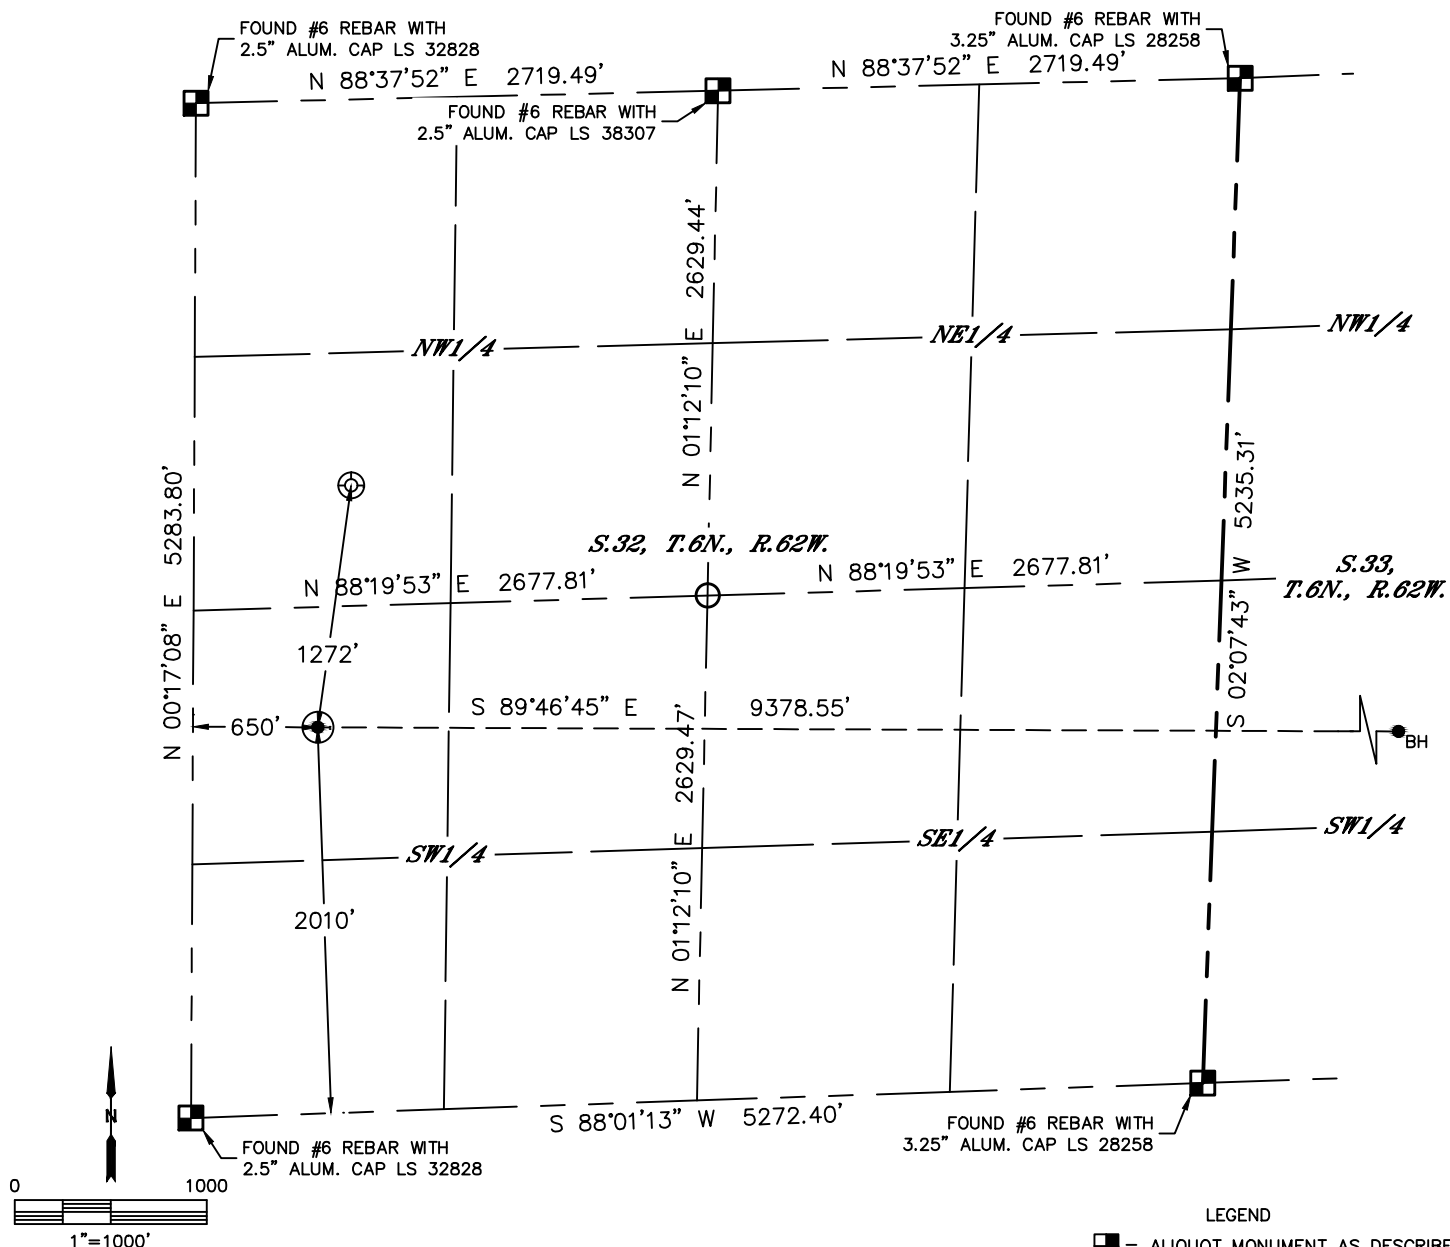 FOUND #6 REBAR WITH
2.5" ALUM. CAP LS 32828
FOUND #6 REBAR WITH
3.25" ALUM. CAP LS 28258
N 88°37'52" E 2719.49'
N 88°37'52" E 2719.49'
FOUND #6 REBAR WITH
2.5" ALUM. CAP LS 38307
N 01°12'10" E 2629.44'
NW1/4
NE1/4
NW1/4
N 00°17'08" E 5283.80'
S 02°07'43" W 5235.31'
S.32, T.6N., R.62W.
N 88°19'53" E 2677.81'
N 88°19'53" E 2677.81'
S.33,
T.6N., R.62W.
1272'
650'
S 89°46'45" E 9378.55'
BH
N 01°12'10" E 2629.47'
SW1/4
SE1/4
SW1/4
2010'
S 88°01'13" W 5272.40'
FOUND #6 REBAR WITH
3.25" ALUM. CAP LS 28258
FOUND #6 REBAR WITH
2.5" ALUM. CAP LS 32828
N
0 1000
1"=1000'
LEGEND
= ALIQUOT MONUMENT AS DESCRIBE